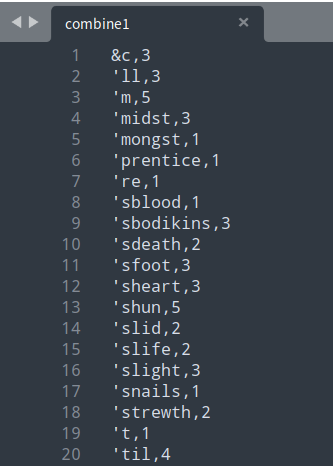 combine1
1 &c,3
2 'll,3
3 'm,5
4 'midst,3
5 'mongst,1
6 'prentice,1
7 're,1
8 'sblood,1
9 'sbodikins,3
10 'sdeath,2
11 'sfoot,3
12 'sheart,3
13 'shun,5
14 'slid,2
15 'slife,2
16 'slight,3
17 'snails,1
18 'strewth,2
19 't,1
20 'til,4